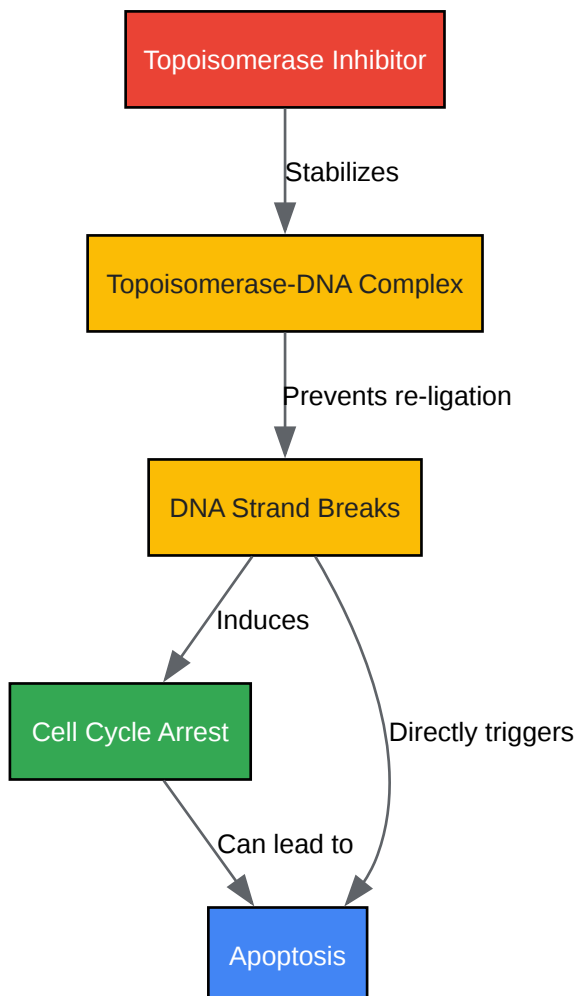 Topoisomerase Inhibitor
Stabilizes
Topoisomerase-DNA Complex
Prevents re-ligation
DNA Strand Breaks
Induces
Cell Cycle Arrest
Directly triggers
Can lead to
Apoptosis